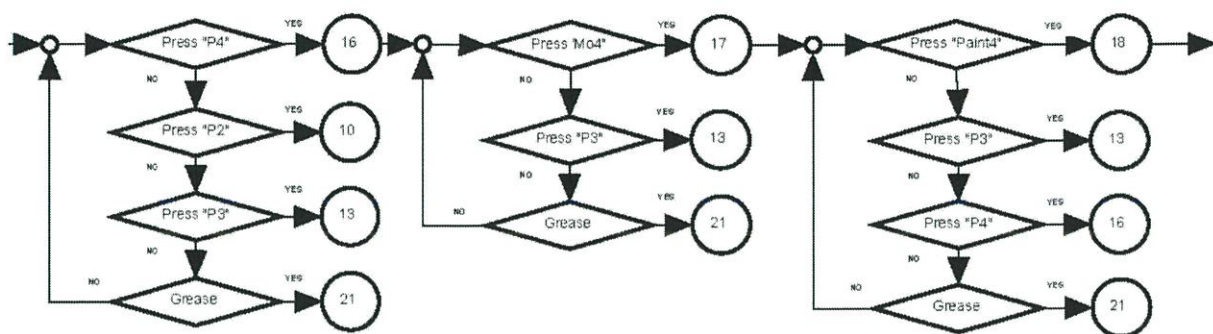 YES
Press "P4"
16
NO
YES
Press "P2"
10
NO
YES
Press "P3"
13
NO
YES
NO
Grease
21
YES
Press 'Mo4"
17
NO
YES
Press "P3"
13
NO
YES
NO
Grease
21
YES
Press "Paint4"
18
NO
YES
Press "P3"
13
NO
YES
Press "P4"
16
NO
YES
NO
Grease
21